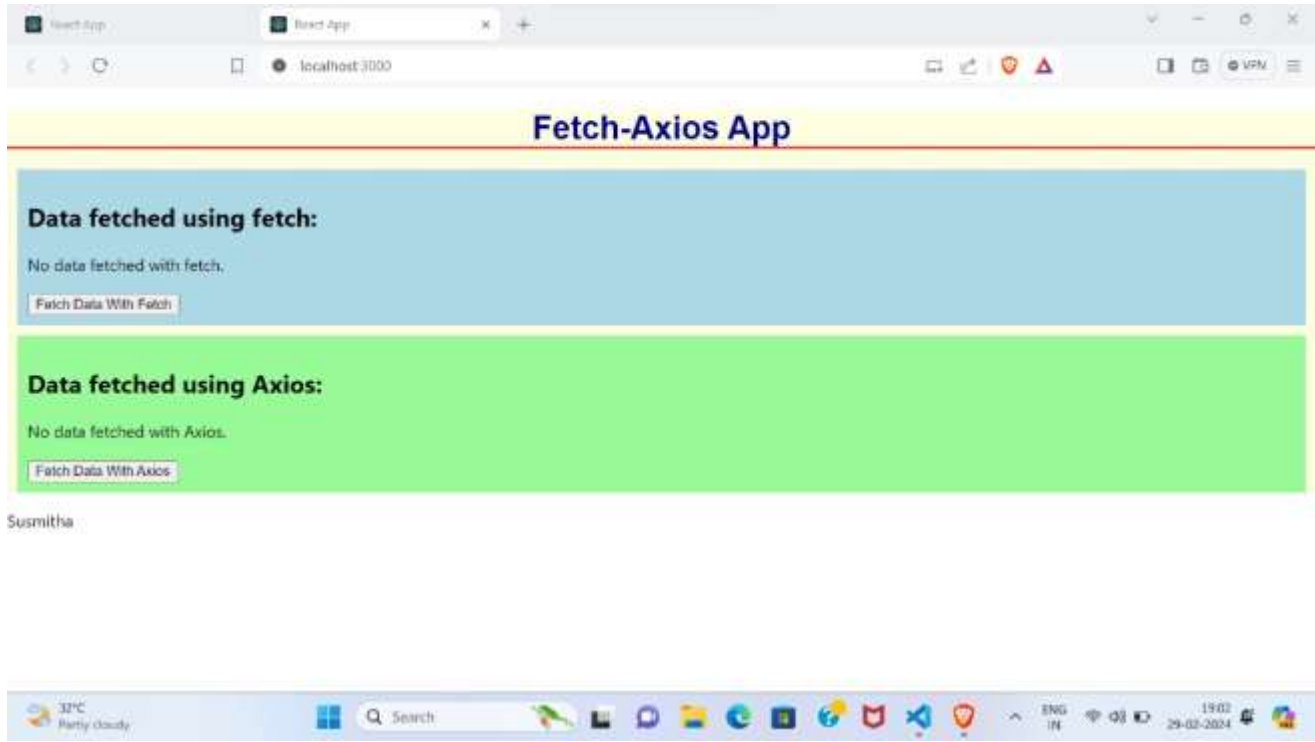 React App
React App
localhost:3000
VPN
Fetch-Axios App
Data fetched using fetch:
No data fetched with fetch.
Fetch Data With Fetch
Data fetched using Axios:
No data fetched with Axios.
Fetch Data With Axios
Susmitha
32°C
Partly cloudy
Search
ENG
IN
19:02
29-02-2024